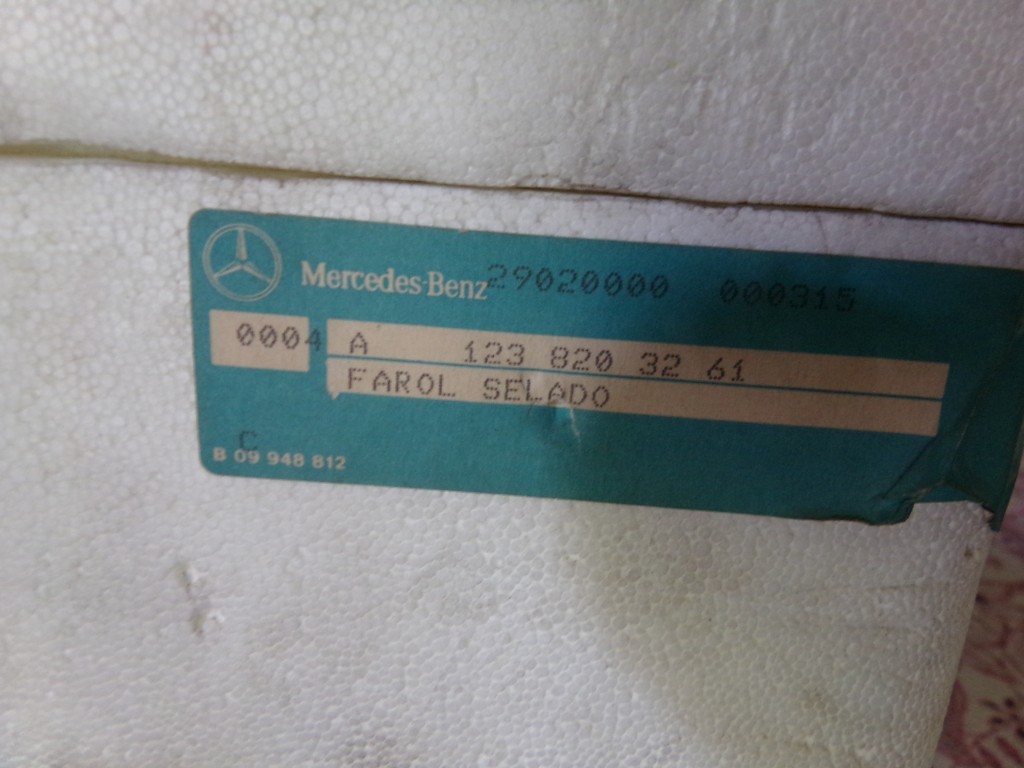 Mercedes-Benz 29020000 000315
0004 A 123 820 32 61
FAROL SELADO
C
B 09 948 812